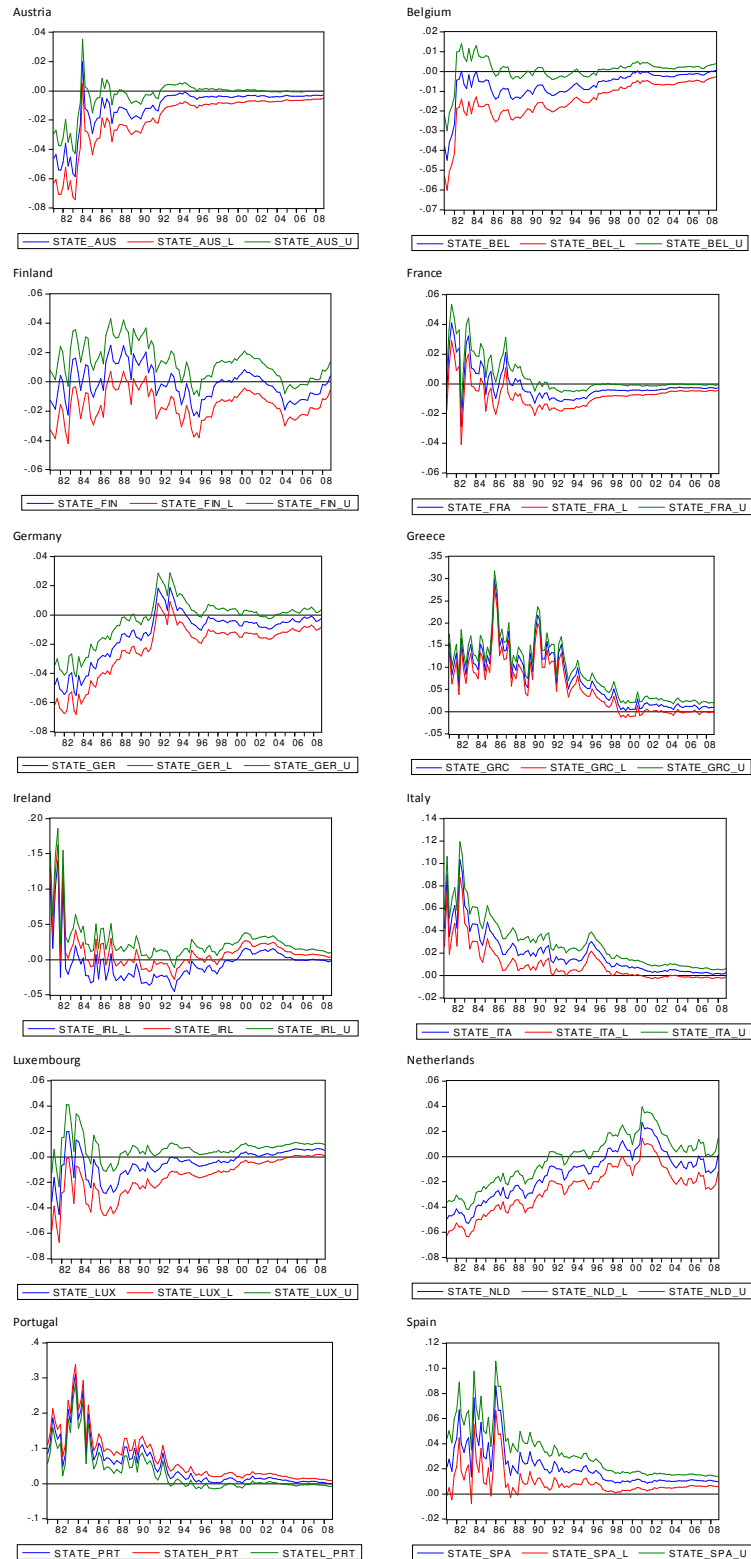 Austria
.04
.02
.00
-.02
-.04
-.06
-.08
82 84 86 88 90 92 94 96 98 00 02 04 06 08
STATE_AUS STATE_AUS_L STATE_AUS_U
Belgium
.02
.01
.00
-.01
-.02
-.03
-.04
-.05
-.06
-.07
82 84 86 88 90 92 94 96 98 00 02 04 06 08
STATE_BEL STATE_BEL_L STATE_BEL_U
Finland
.06
.04
.02
.00
-.02
-.04
-.06
82 84 86 88 90 92 94 96 98 00 02 04 06 08
STATE_FIN STATE_FIN_L STATE_FIN_U
France
.06
.04
.02
.00
-.02
-.04
-.06
82 84 86 88 90 92 94 96 98 00 02 04 06 08
STATE_FRA STATE_FRA_L STATE_FRA_U
Germany
.04
.02
.00
-.02
-.04
-.06
-.08
82 84 86 88 90 92 94 96 98 00 02 04 06 08
STATE_GER STATE_GER_L STATE_GER_U
Greece
.35
.30
.25
.20
.15
.10
.05
.00
-.05
82 84 86 88 90 92 94 96 98 00 02 04 06 08
STATE_GRC STATE_GRC_L STATE_GRC_U
Ireland
.20
.15
.10
.05
.00
-.05
82 84 86 88 90 92 94 96 98 00 02 04 06 08
STATE_IRL_L STATE_IRL STATE_IRL_U
Italy
.14
.12
.10
.08
.06
.04
.02
.00
-.02
82 84 86 88 90 92 94 96 98 00 02 04 06 08
STATE_ITA STATE_ITA_L STATE_ITA_U
Luxembourg
.06
.04
.02
.00
-.02
-.04
-.06
-.08
82 84 86 88 90 92 94 96 98 00 02 04 06 08
STATE_LUX STATE_LUX_L STATE_LUX_U
Netherlands
.06
.04
.02
.00
-.02
-.04
-.06
-.08
82 84 86 88 90 92 94 96 98 00 02 04 06 08
STATE_NLD STATE_NLD_L STATE_NLD_U
Portugal
.4
.3
.2
.1
.0
-.1
82 84 86 88 90 92 94 96 98 00 02 04 06 08
STATE_PRT STATEH_PRT STATEL_PRT
Spain
.12
.10
.08
.06
.04
.02
.00
-.02
82 84 86 88 90 92 94 96 98 00 02 04 06 08
STATE_SPA STATE_SPA_L STATE_SPA_U